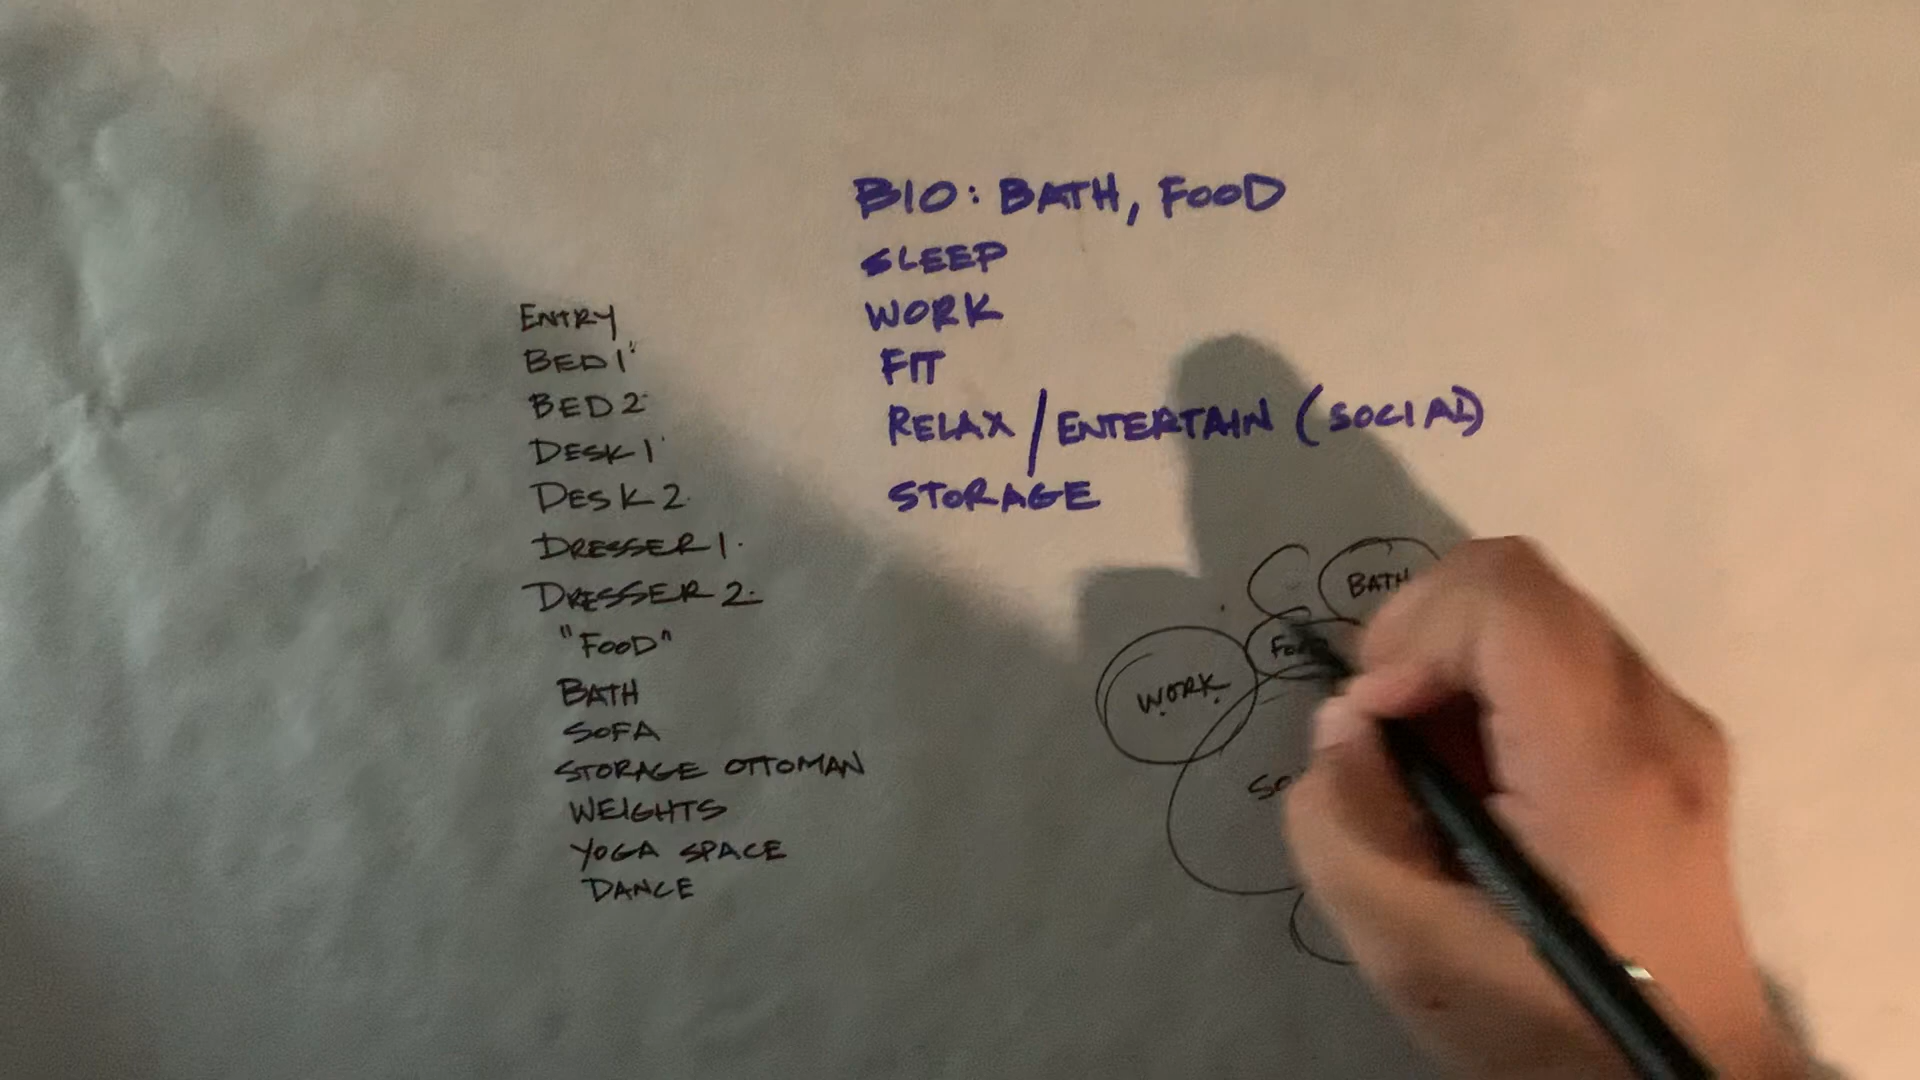 BIO: BATH, FOOD
SLEEP
WORK
FIT
RELAX / ENTERTAIN (SOCIAL)
STORAGE
ENTRY
BED 1
BED 2
DESK 1
DESK 2
DRESSER 1
DRESSER 2
"FOOD"
BATH
SOFA
STORAGE OTTOMAN
WEIGHTS
YOGA SPACE
DANCE
BATH
WORK